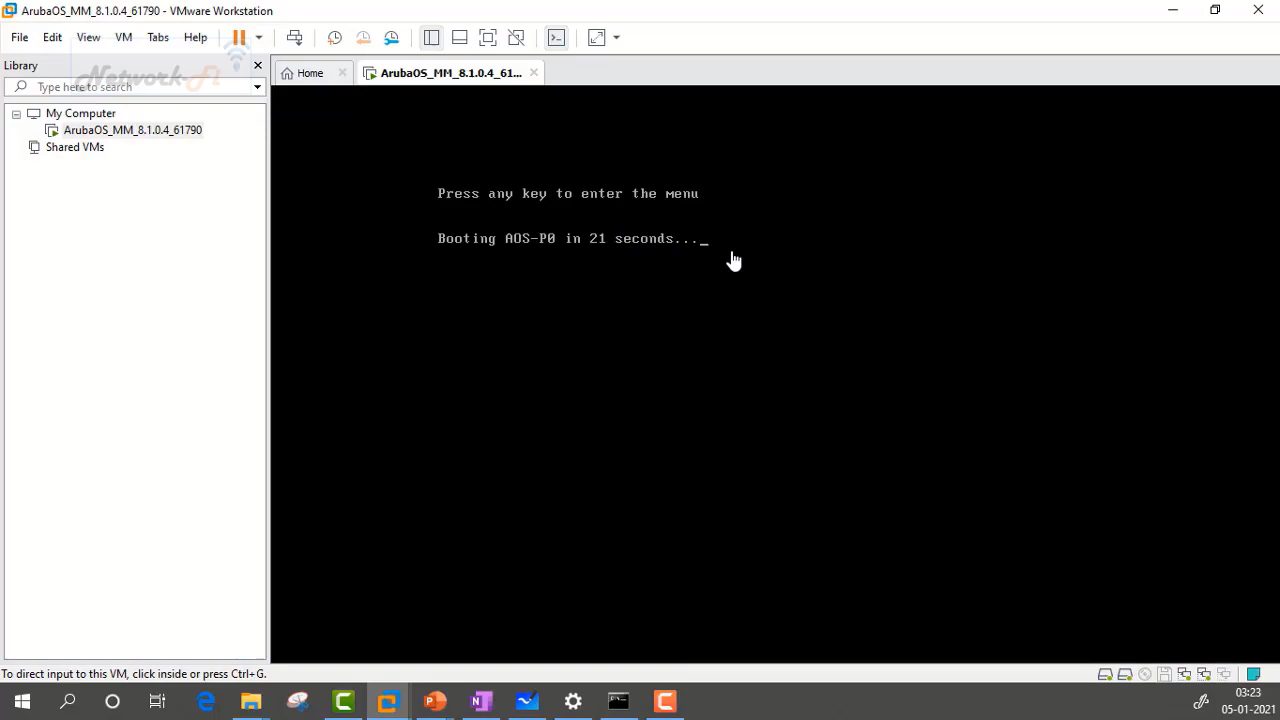 ArubaOS_MM_8.1.0.4_61790 - VMware Workstation
File Edit View VM Tabs Help
Library
Network-
Type here to search
Home
ArubaOS_MM_8.1.0.4_61...
My Computer
ArubaOS_MM_8.1.0.4_61790
Shared VMs
Press any key to enter the menu
Booting AOS-P0 in 21 seconds..._
To direct input to this VM, click inside or press Ctrl+G.
03:23
05-01-2021